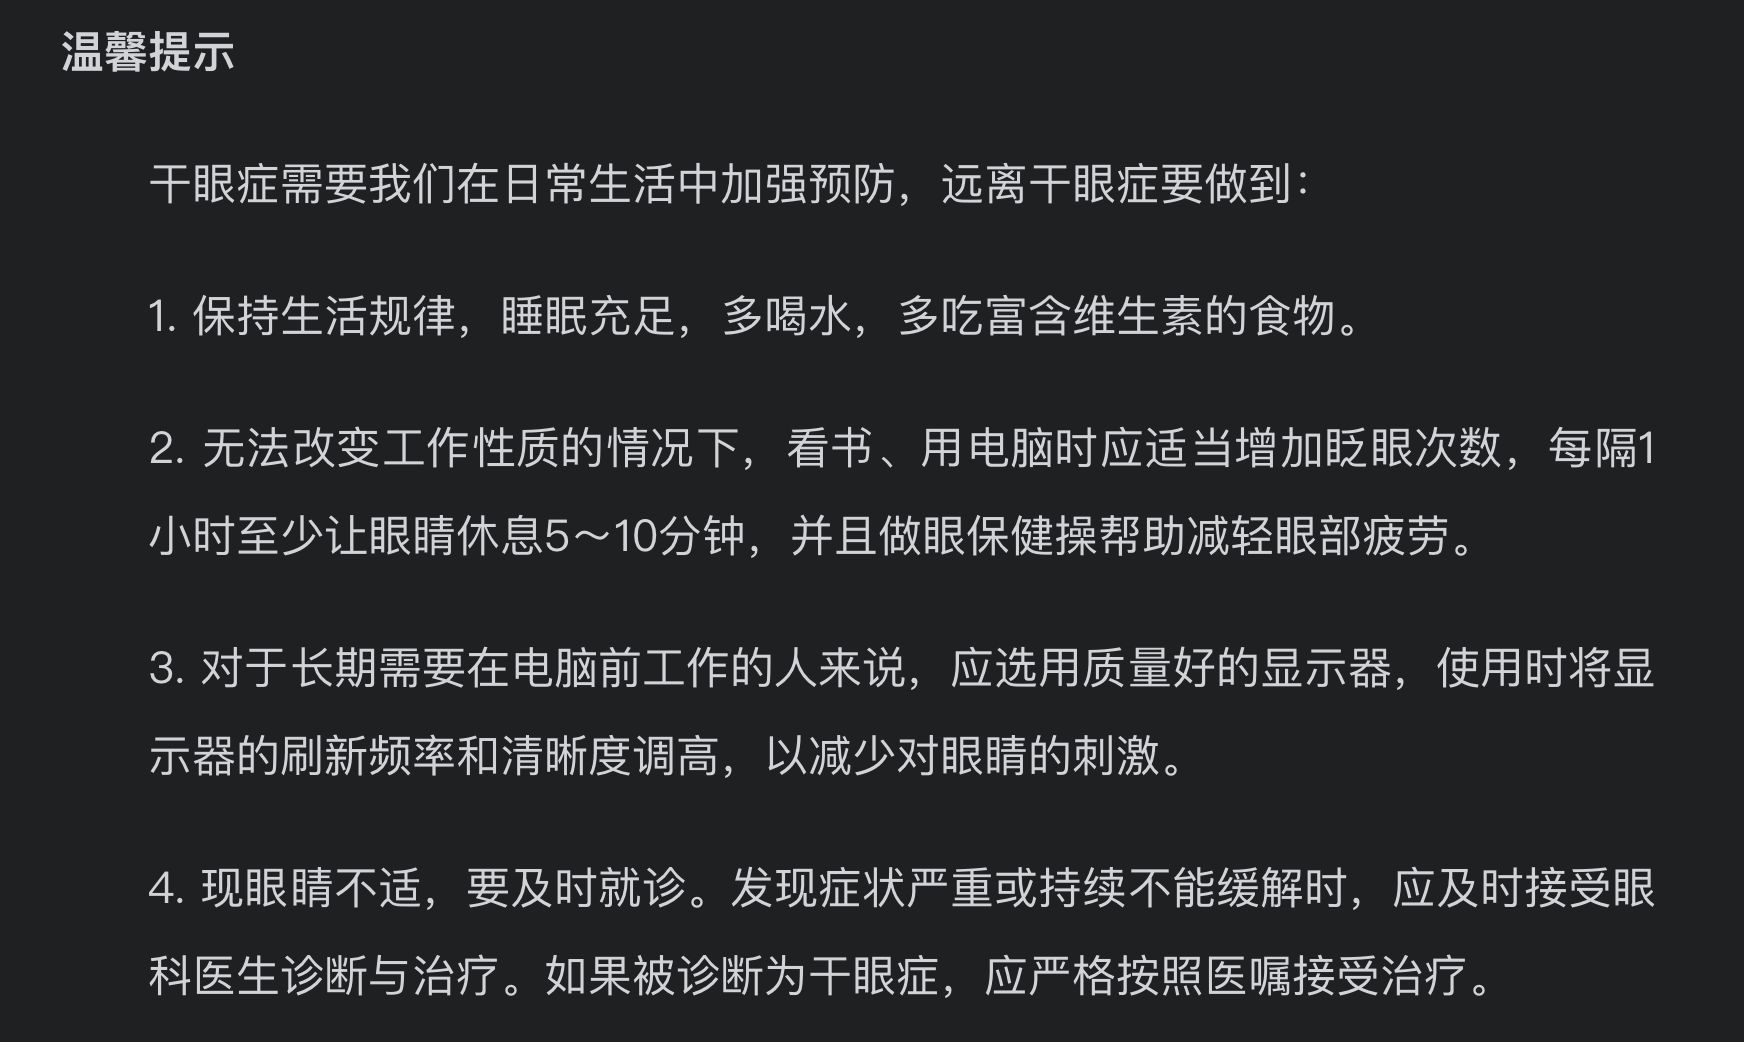 温馨提示
干眼症需要我们在日常生活中加强预防，远离干眼症要做到：
1. 保持生活规律，睡眠充足，多喝水，多吃富含维生素的食物。
2. 无法改变工作性质的情况下，看书、用电脑时应适当增加眨眼次数，每隔1
小时至少让眼睛休息5～10分钟，并且做眼保健操帮助减轻眼部疲劳。
3. 对于长期需要在电脑前工作的人来说，应选用质量好的显示器，使用时将显
示器的刷新频率和清晰度调高，以减少对眼睛的刺激。
4. 现眼睛不适，要及时就诊。发现症状严重或持续不能缓解时，应及时接受眼
科医生诊断与治疗。如果被诊断为干眼症，应严格按照医嘱接受治疗。